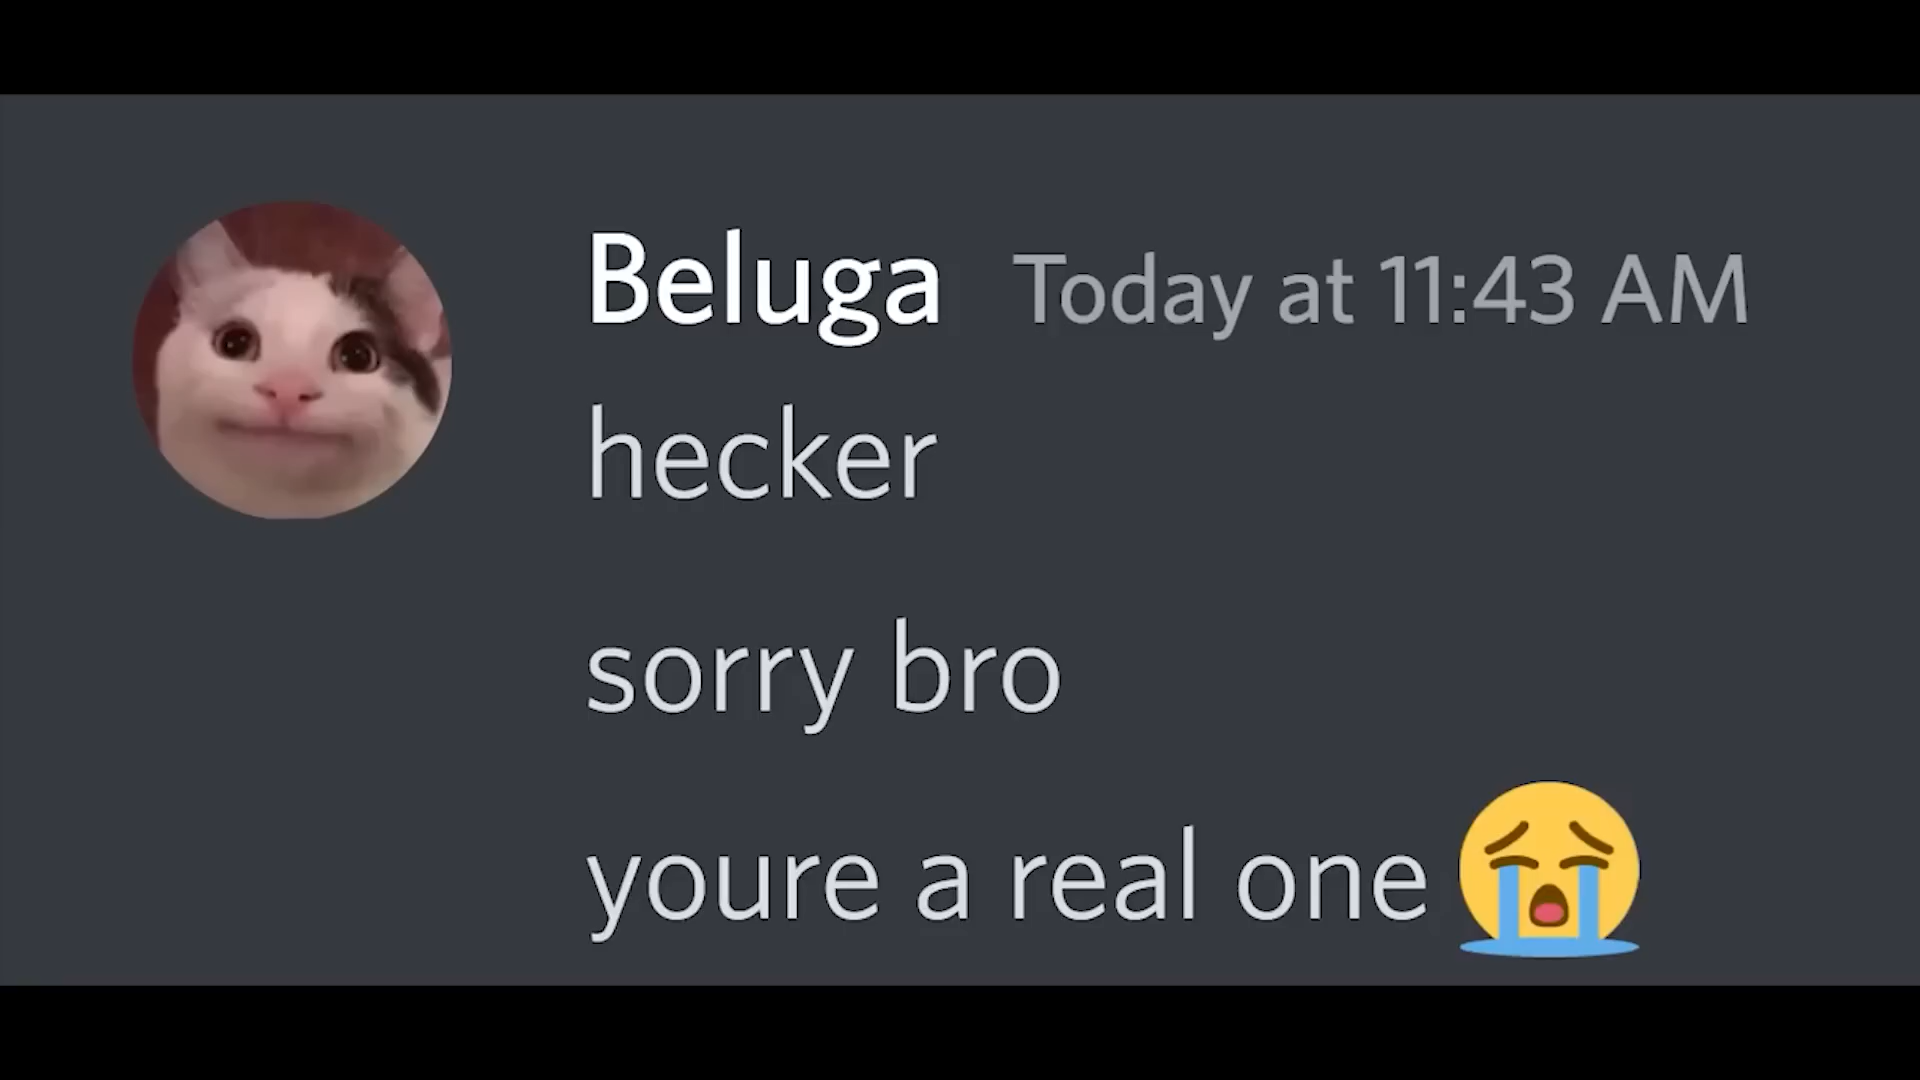 Beluga Today at 11:43 AM
hecker
sorry bro
youre a real one 😭